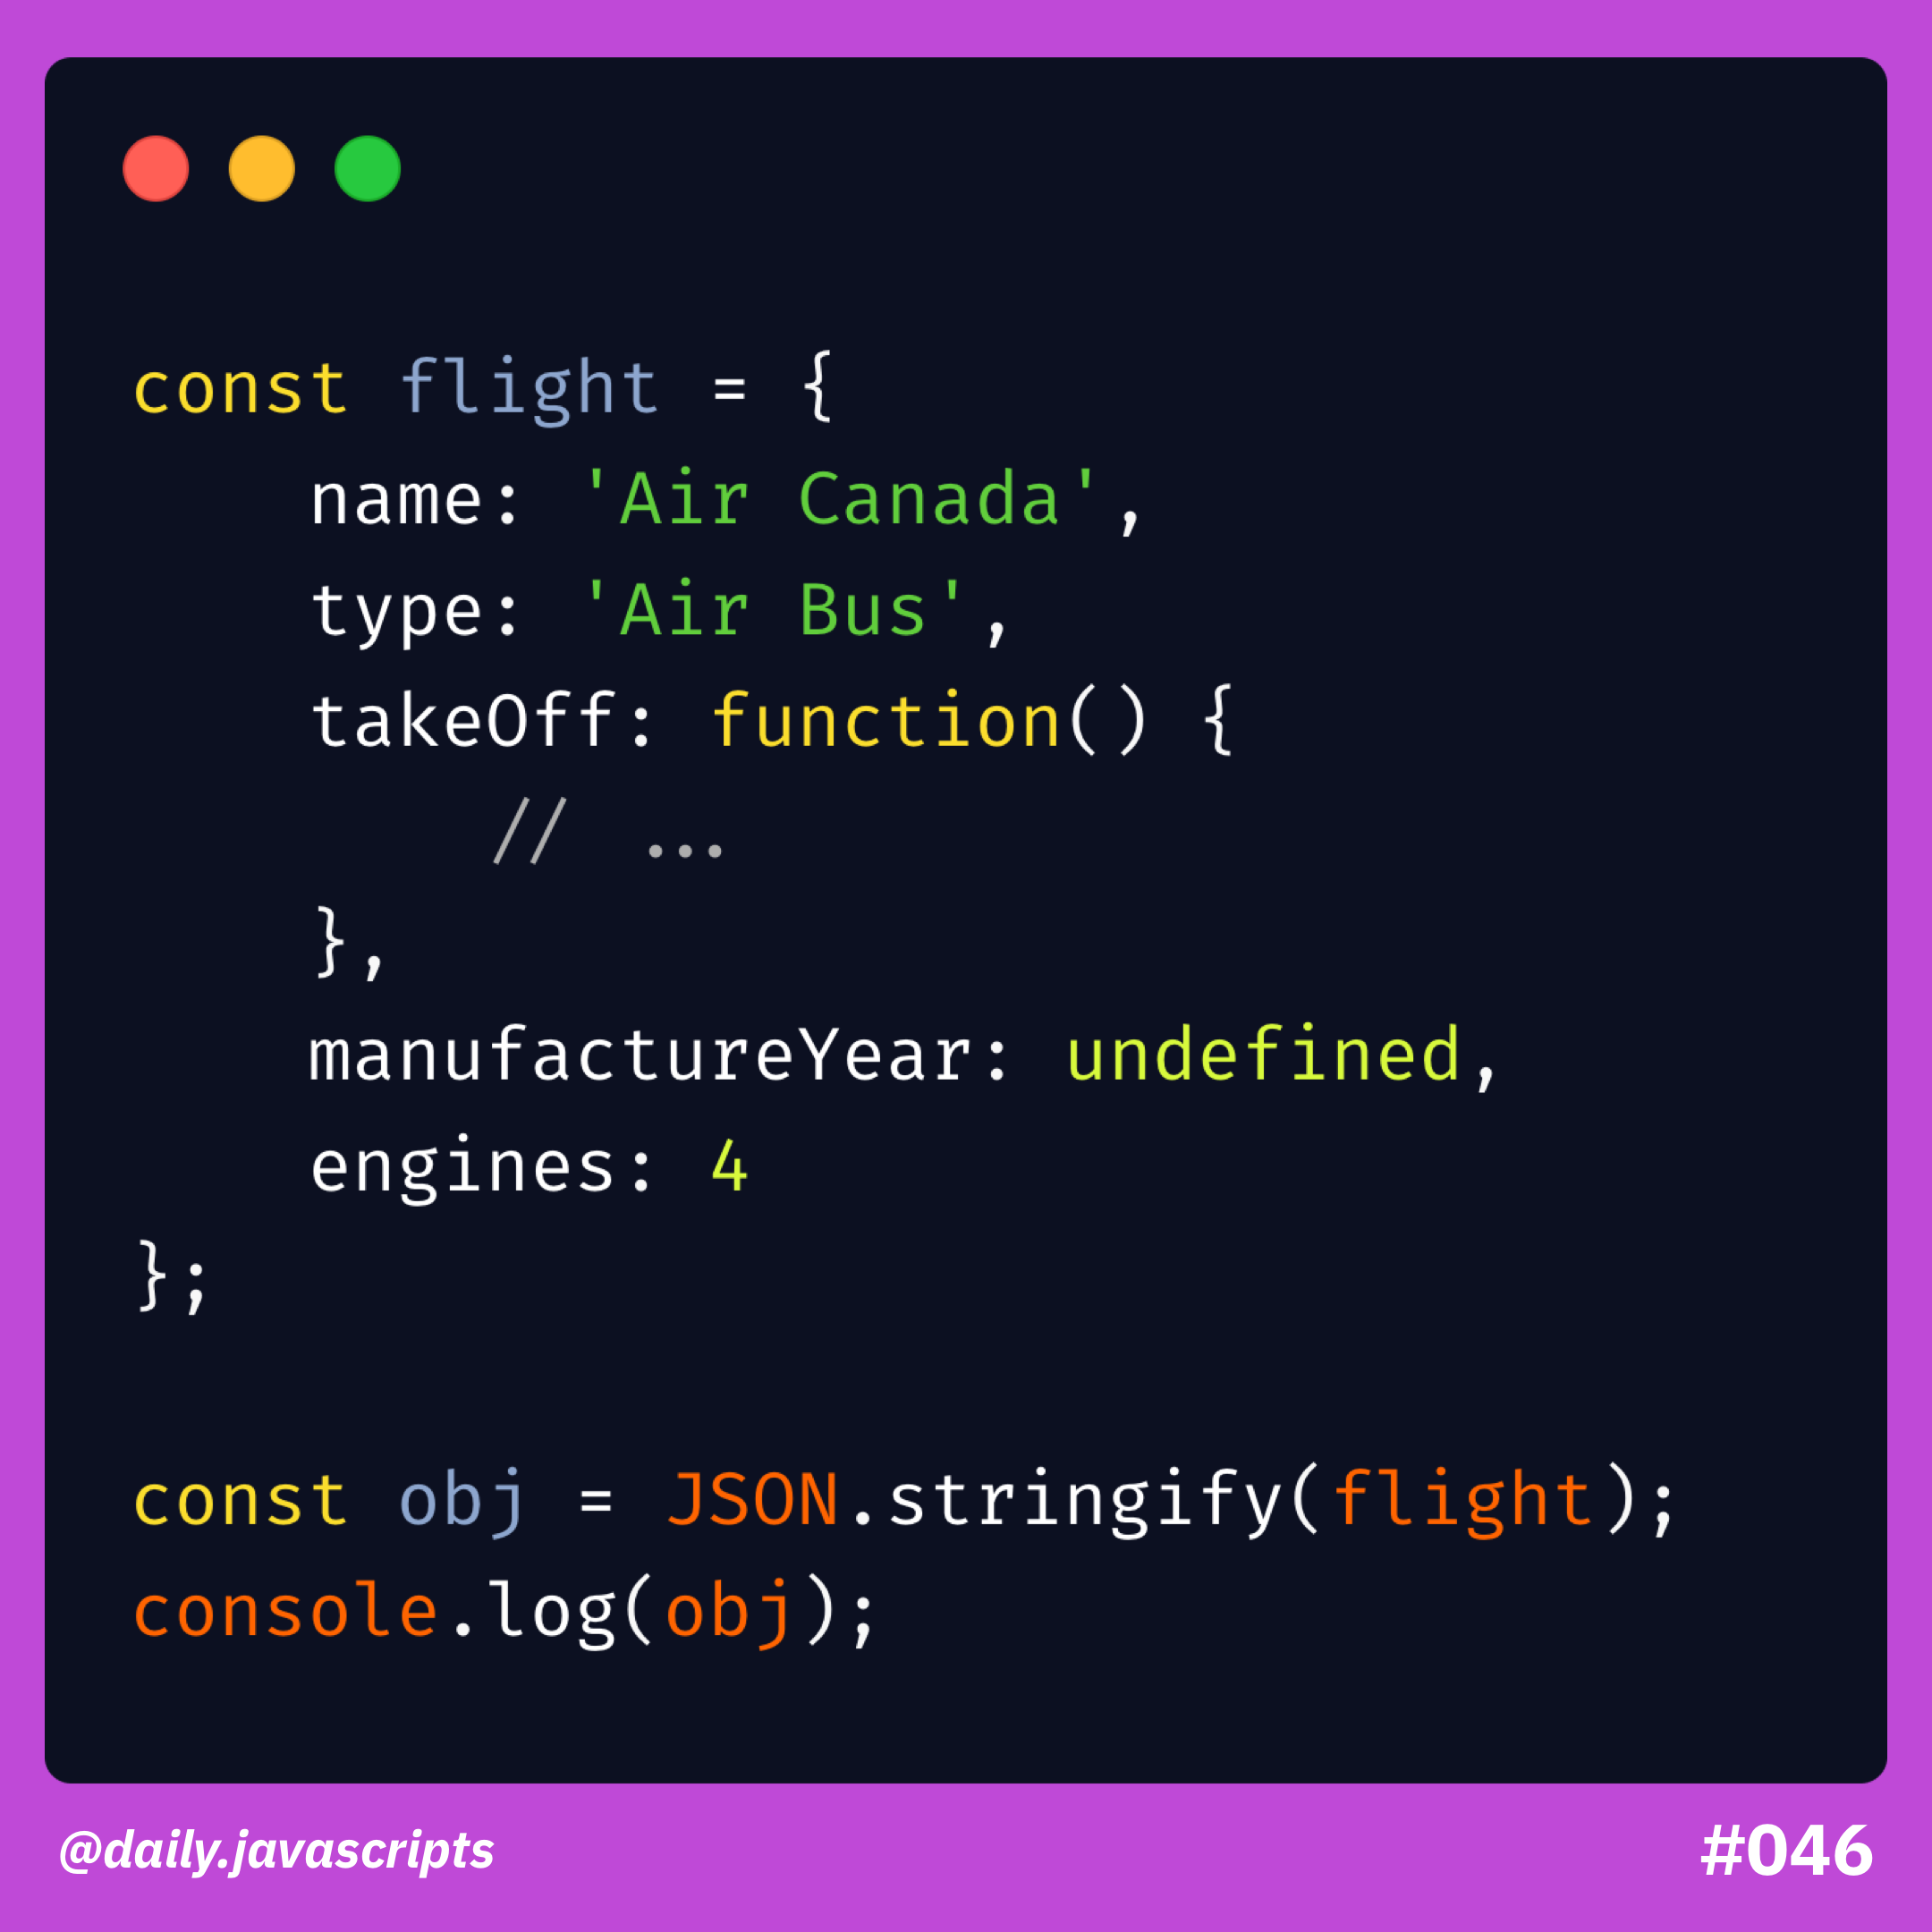 const flight = {
    name: 'Air Canada',
    type: 'Air Bus',
    takeOff: function() {
        // ...
    },
    manufactureYear: undefined,
    engines: 4
};
const obj = JSON.stringify(flight);
console.log(obj);
@daily.javascripts
#046